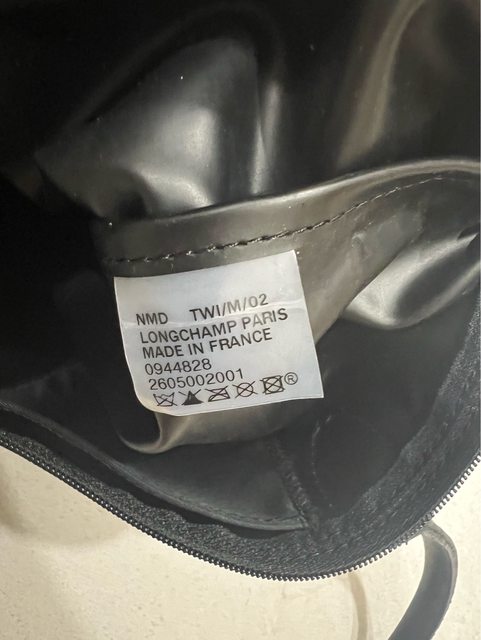 NMD TWI/M/02
LONGCHAMP PARIS
MADE IN FRANCE
0944828
2605002001
®